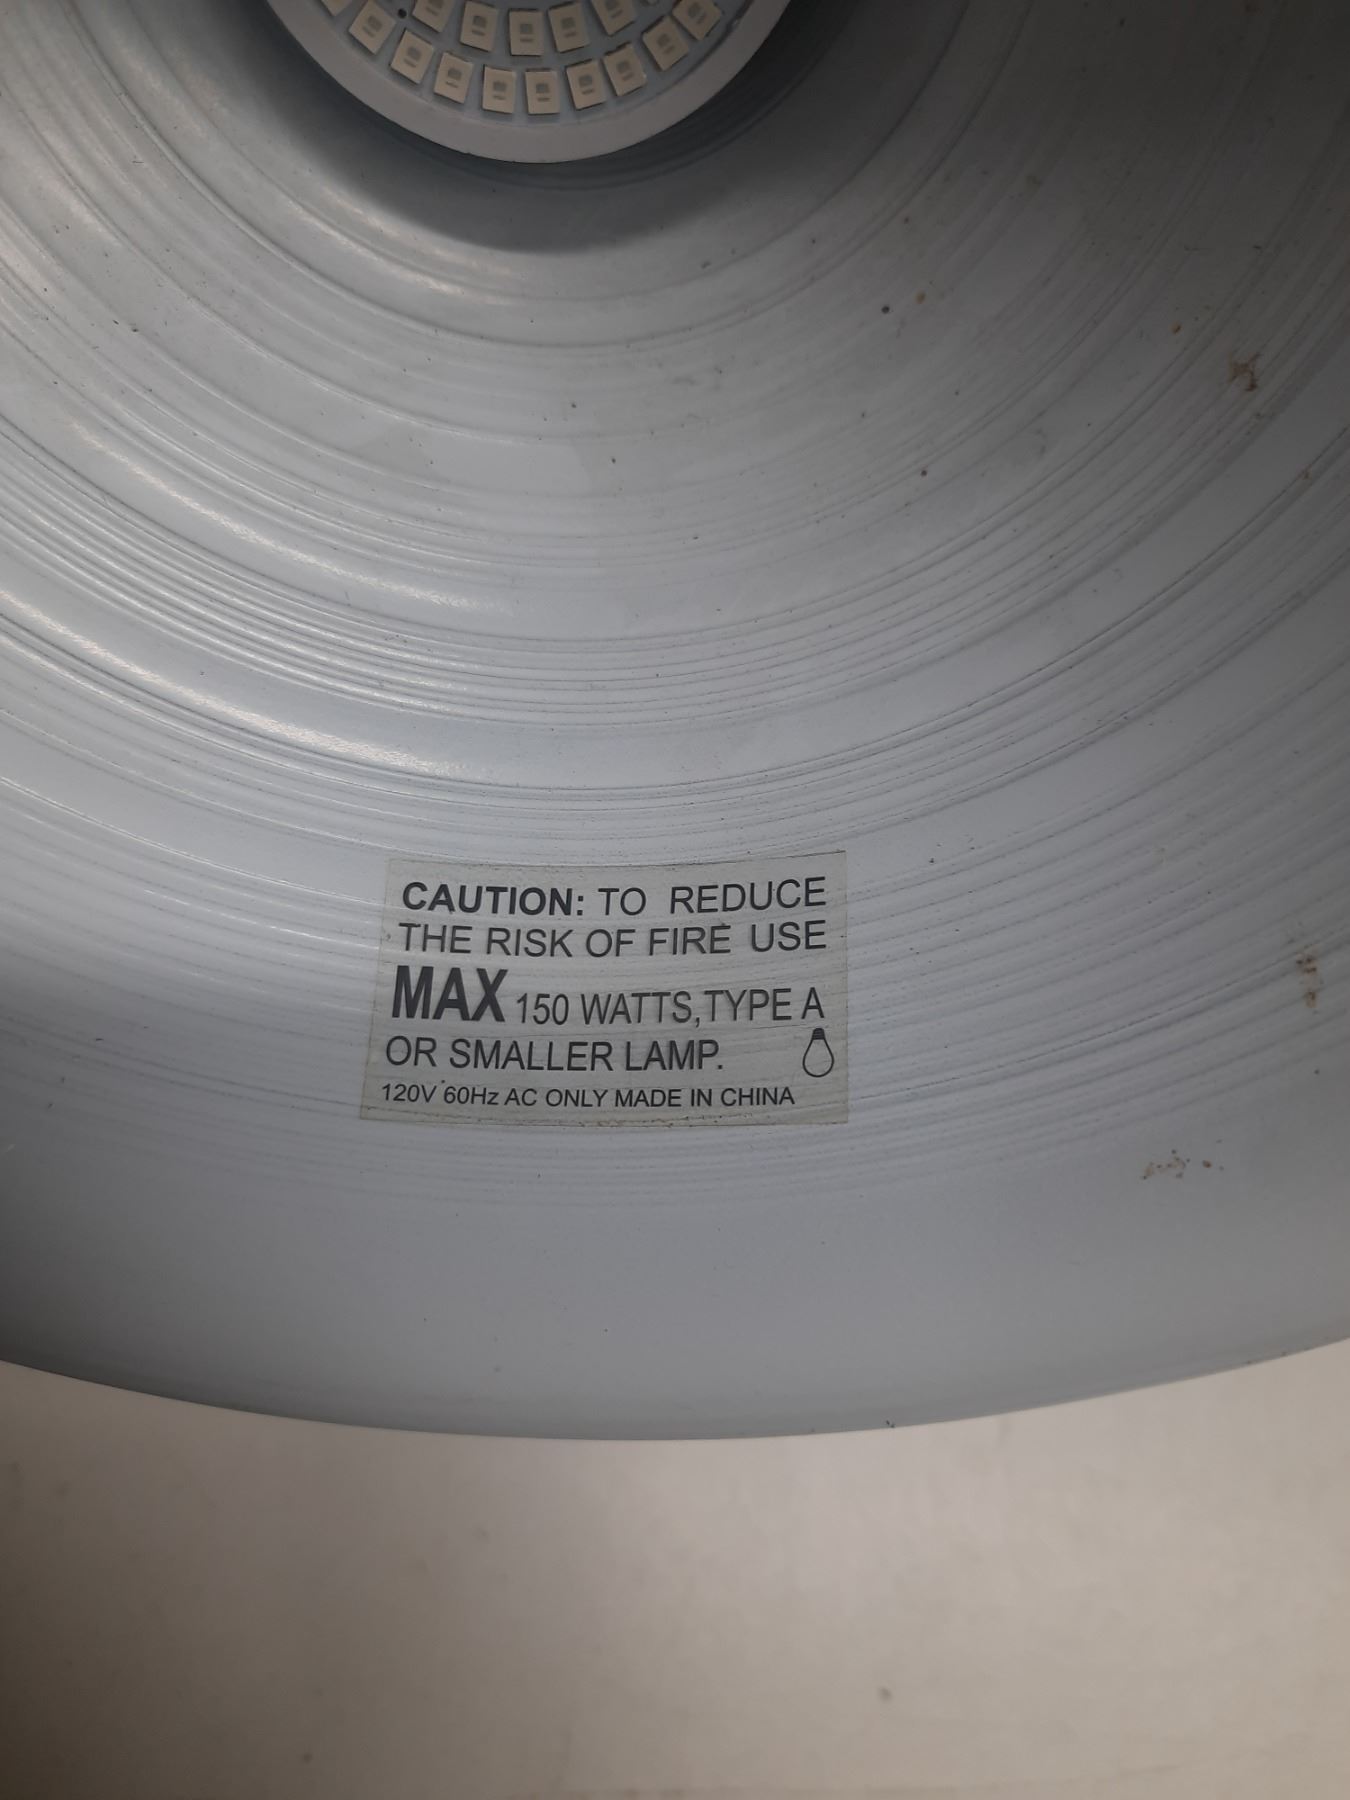 CAUTION: TO REDUCE
THE RISK OF FIRE USE
MAX 150 WATTS, TYPE A
OR SMALLER LAMP.
120V 60Hz AC ONLY MADE IN CHINA